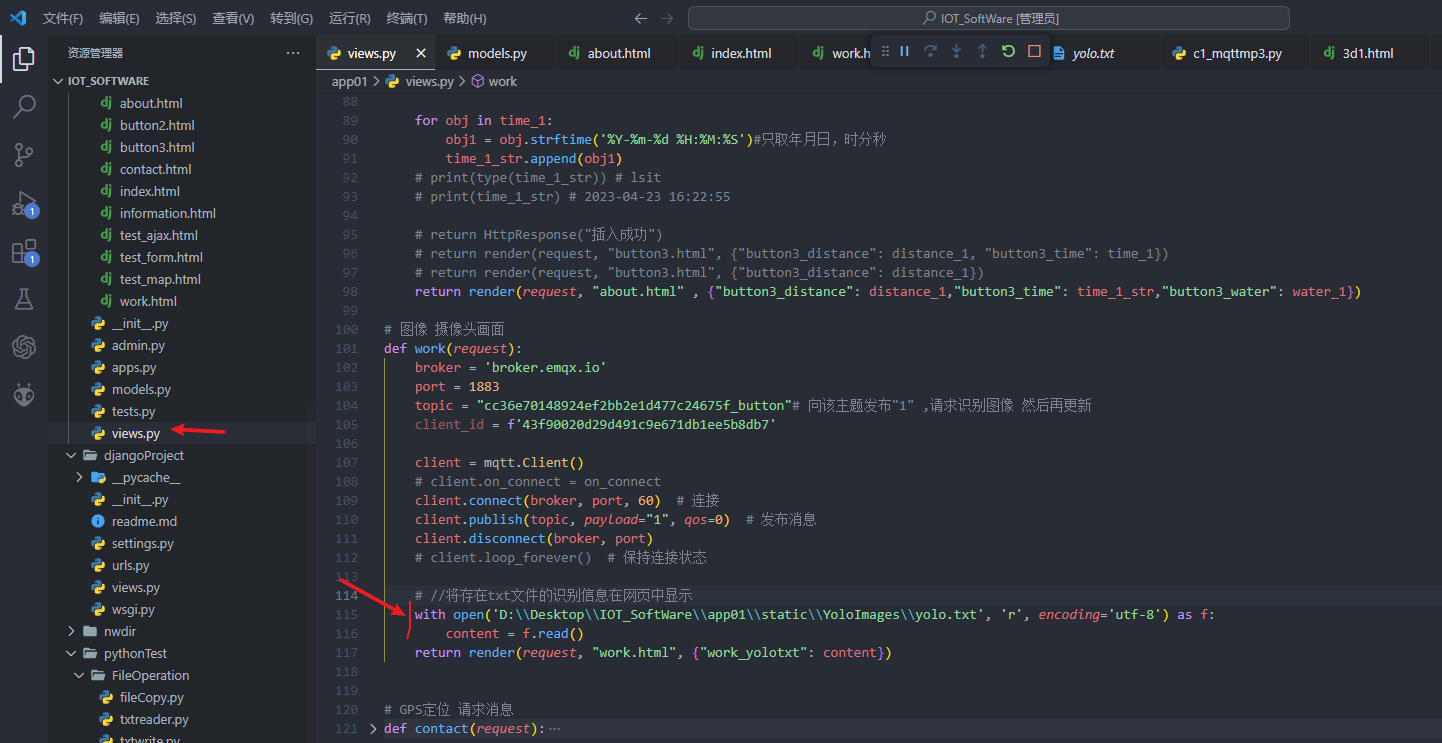 文件(F) 编辑(E) 选择(S) 查看(V) 转到(G) 运行(R) 终端(T) 帮助(H) IOT_SoftWare [管理员]
资源管理器 ···
views.py models.py about.html index.html work.h yolo.txt c1_mqttmp3.py 3d1.html
IOT_SOFTWARE
about.html
button2.html
button3.html
contact.html
index.html
information.html
test_ajax.html
test_form.html
test_map.html
work.html
__init__.py
admin.py
apps.py
models.py
tests.py
views.py
djangoProject
__pycache__
__init__.py
readme.md
settings.py
urls.py
views.py
wsgi.py
nwdir
pythonTest
FileOperation
fileCopy.py
txtreader.py
txtwrite.py
1
1
app01 > views.py > work
88
89 for obj in time_1:
90 obj1 = obj.strftime('%Y-%m-%d %H:%M:%S')#只取年月日，时分秒
91 time_1_str.append(obj1)
92 # print(type(time_1_str)) # lsit
93 # print(time_1_str) # 2023-04-23 16:22:55
94
95 # return HttpResponse("插入成功")
96 # return render(request, "button3.html", {"button3_distance": distance_1, "button3_time": time_1})
97 # return render(request, "button3.html", {"button3_distance": distance_1})
98 return render(request, "about.html" , {"button3_distance": distance_1,"button3_time": time_1_str,"button3_water": water_1})
99
100 # 图像 摄像头画面
101 def work(request):
102 broker = 'broker.emqx.io'
103 port = 1883
104 topic = "cc36e70148924ef2bb2e1d477c24675f_button"# 向该主题发布"1" ,请求识别图像 然后再更新
105 client_id = f'43f90020d29d491c9e671db1ee5b8db7'
106
107 client = mqtt.Client()
108 # client.on_connect = on_connect
109 client.connect(broker, port, 60)  # 连接
110 client.publish(topic, payload="1", qos=0)  # 发布消息
111 client.disconnect(broker, port)
112 # client.loop_forever()  # 保持连接状态
113
114 # //将存在txt文件的识别信息在网页中显示
115 with open('D:\\Desktop\\IOT_SoftWare\\app01\\static\\YoloImages\\yolo.txt', 'r', encoding='utf-8') as f:
116 content = f.read()
117 return render(request, "work.html", {"work_yolotxt": content})
118
119
120 # GPS定位 请求消息
121 def contact(request): ···